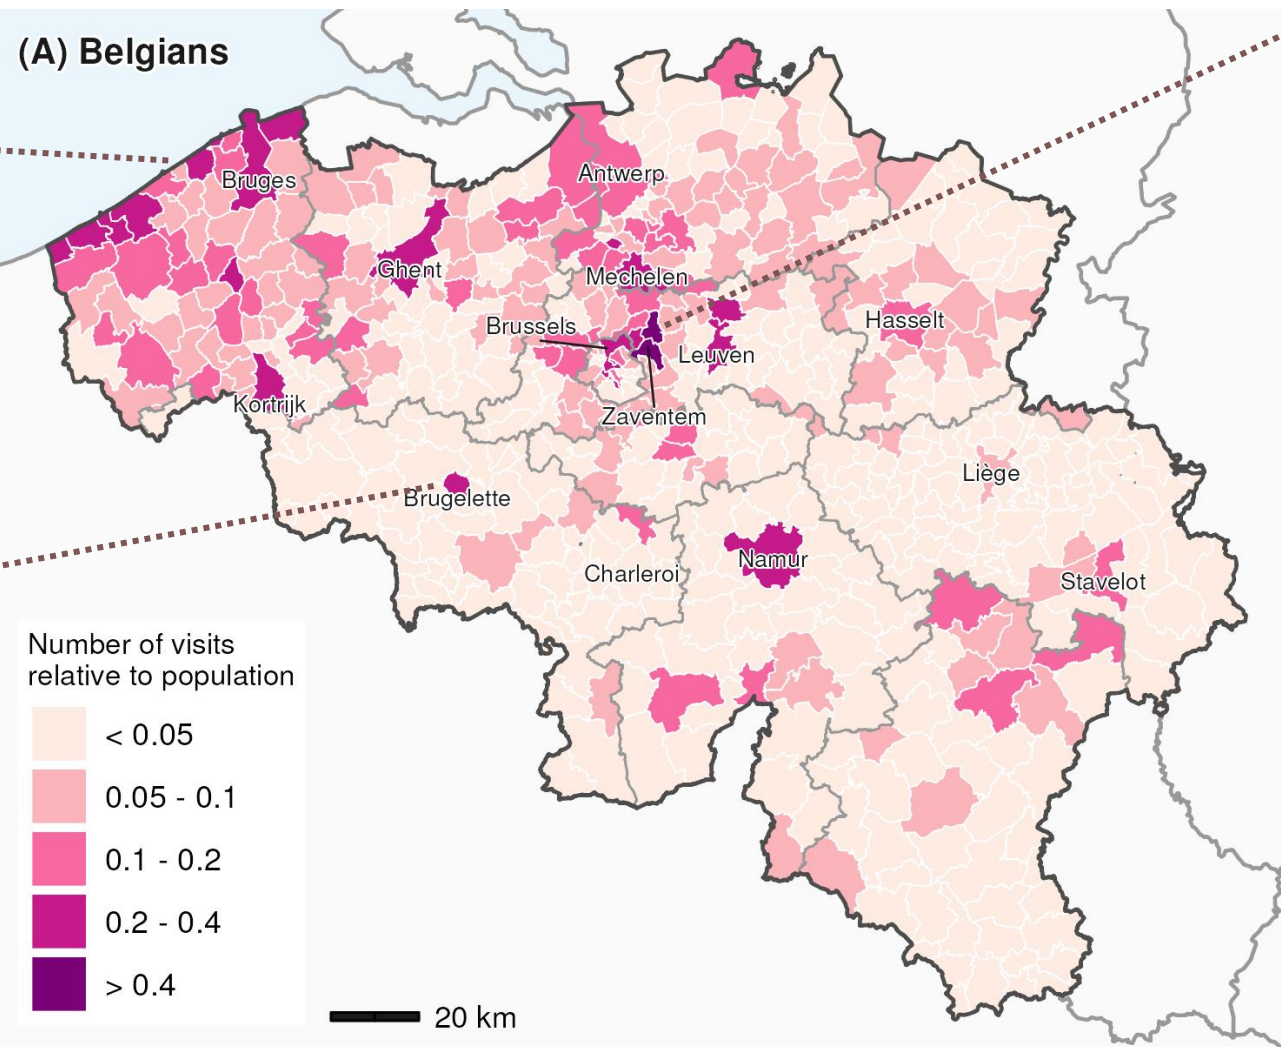 (A) Belgians
Bruges
Antwerp
Ghent
Mechelen
Brussels
Hasselt
Leuven
Kortrijk
Zaventem
Liège
Brugelette
Namur
Charleroi
Stavelot
Number of visits
relative to population
< 0.05
0.05 - 0.1
0.1 - 0.2
0.2 - 0.4
> 0.4
20 km